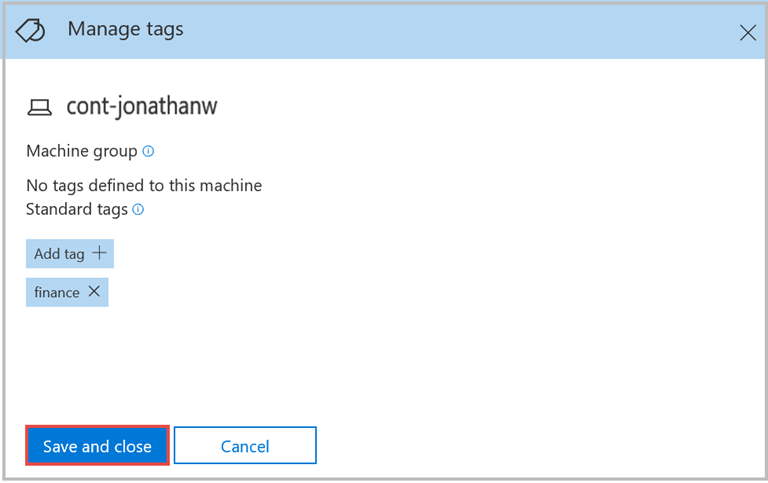 Manage tags
cont-jonathanw
Machine group
No tags defined to this machine
Standard tags
Add tag
finance
Save and close
Cancel